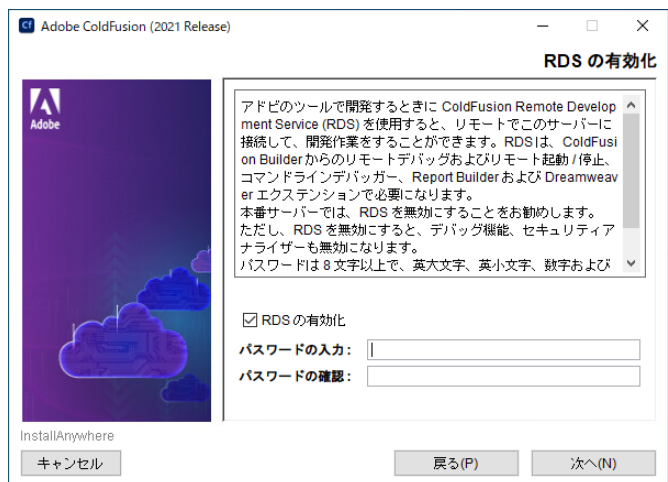 Cf Adobe ColdFusion (2021 Release)
RDS の有効化
Adobe
アドビのツールで開発するときに ColdFusion Remote Develop
ment Service (RDS) を使用すると、リモートでこのサーバーに
接続して、開発作業をすることができます。RDSは、ColdFusi
on Builderからのリモートデバッグおよびリモート起動/停止、
コマンドラインデバッガー、Report Builder および Dreamweav
er エクステンションで必要になります。
本番サーバーでは、RDS を無効にすることをお勧めします。
ただし、RDS を無効にすると、デバッグ機能、セキュリティア
ナライザーも無効になります。
パスワードは 8 文字以上で、英大文字、英小文字、数字および
RDS の有効化
パスワードの入力：
パスワードの確認：
InstallAnywhere
キャンセル
戻る(P)
次へ(N)